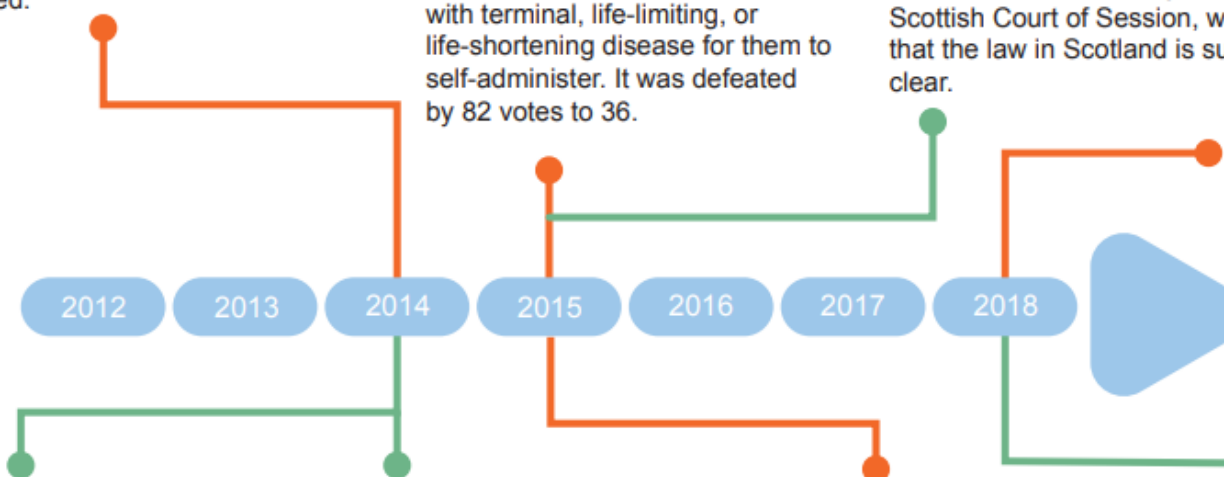 ed.
with terminal, life-limiting, or
life-shortening disease for them to
self-administer. It was defeated
by 82 votes to 36.
Scottish Court of Session, w
that the law in Scotland is su
clear.
2012
2013
2014
2015
2016
2017
2018